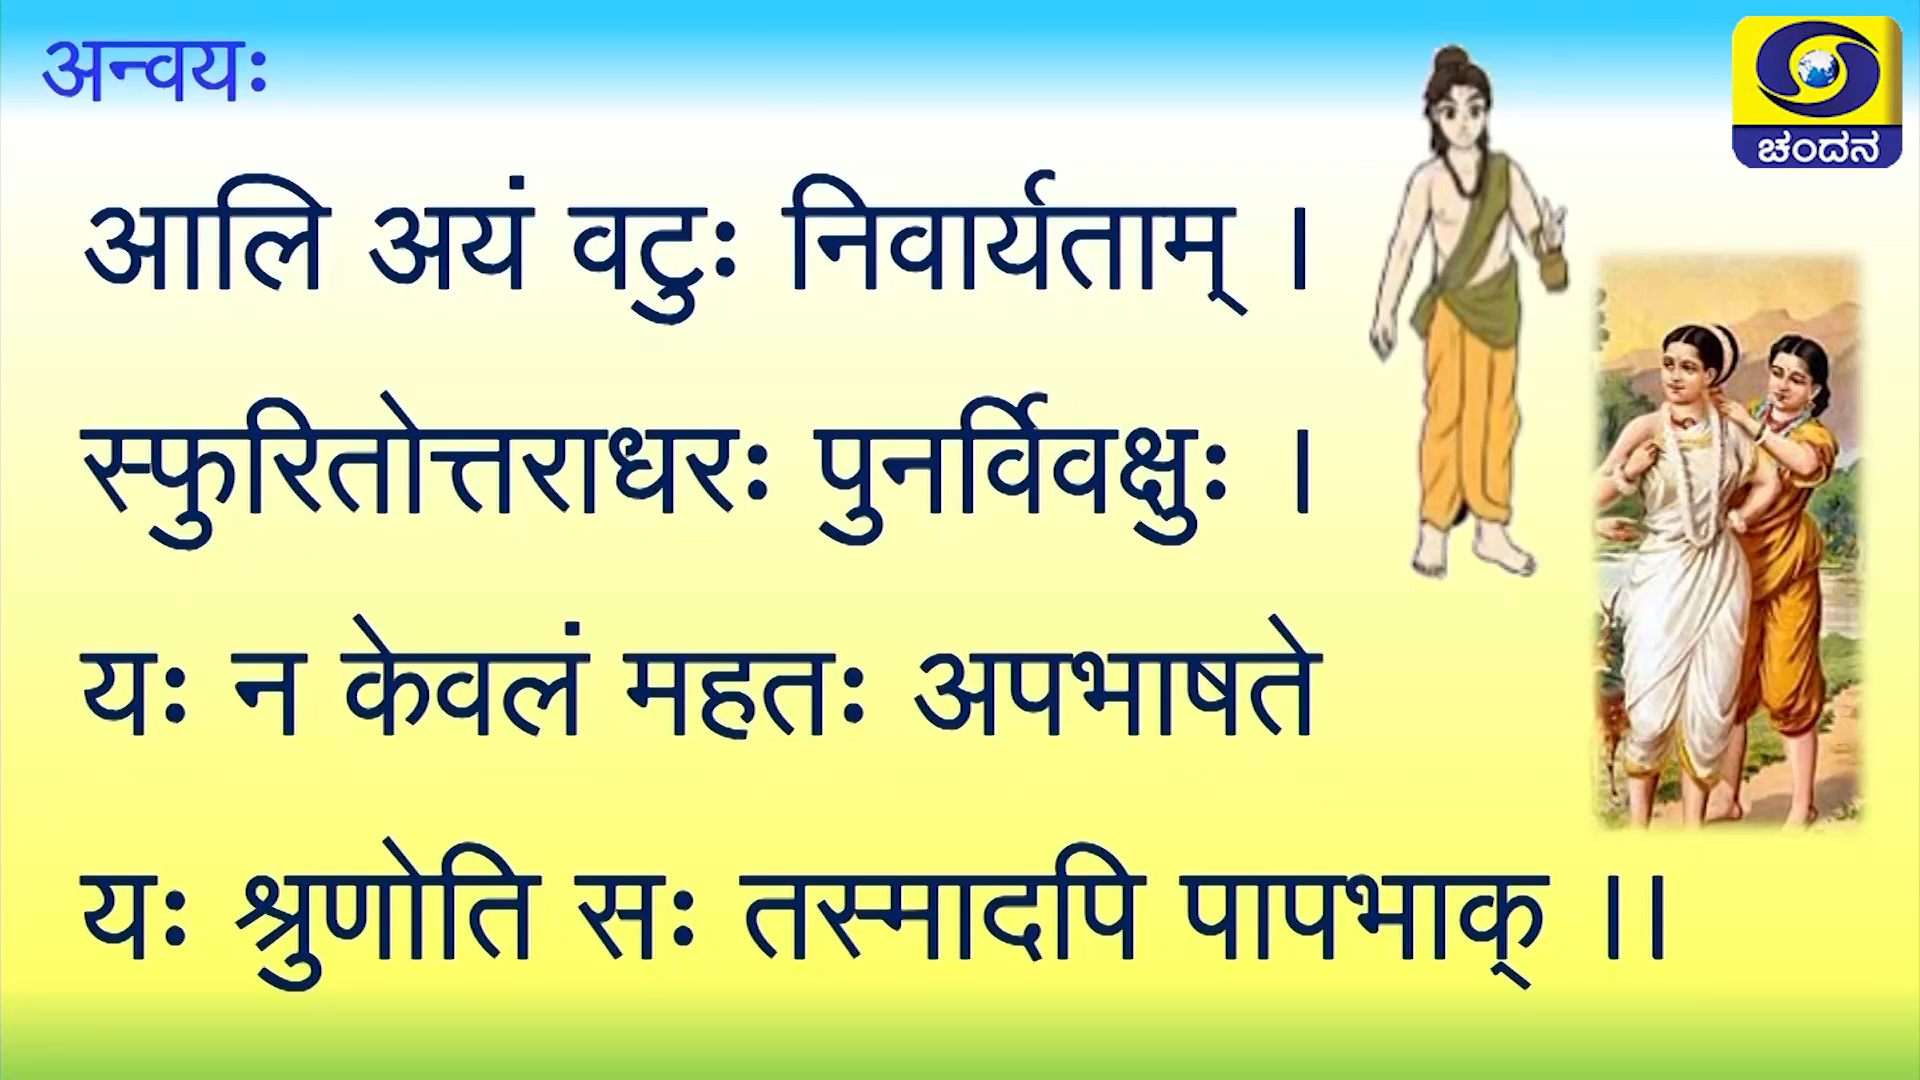 अन्वयः
ಚಂದನ
आलि अयं वटुः निवार्यताम् ।
स्फुरितोत्तराधरः पुनर्विवक्षुः ।
यः न केवलं महतः अपभाषते
यः श्रुणोति सः तस्मादपि पापभाक् ।।